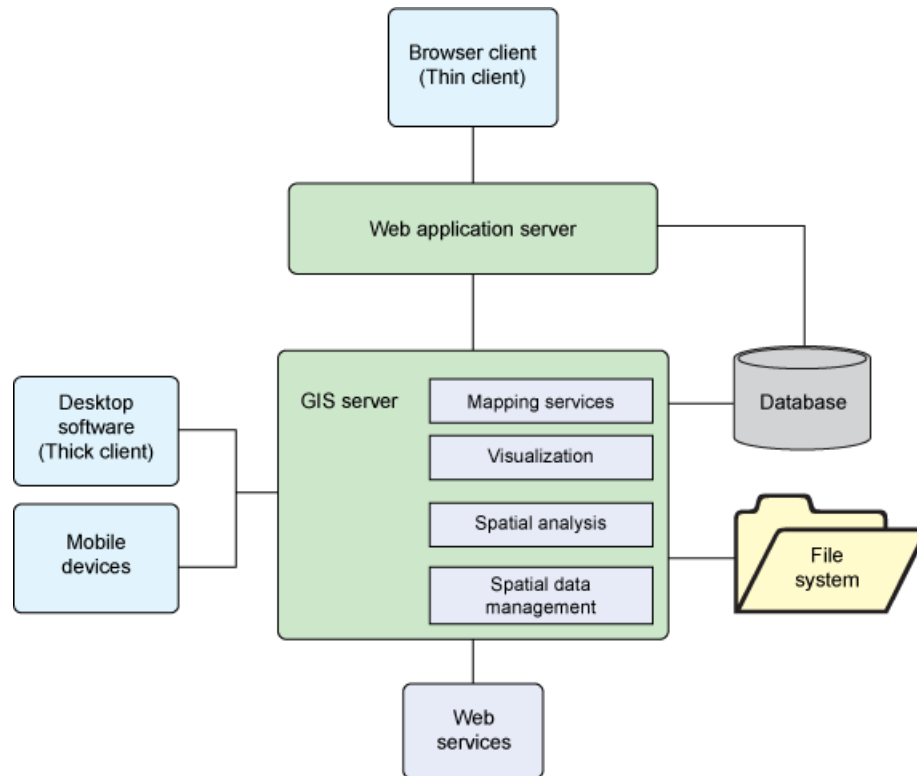 Browser client
(Thin client)
Web application server
GIS server
Mapping services
Visualization
Spatial analysis
Spatial data
management
Desktop
software
(Thick client)
Mobile
devices
Database
File
system
Web
services